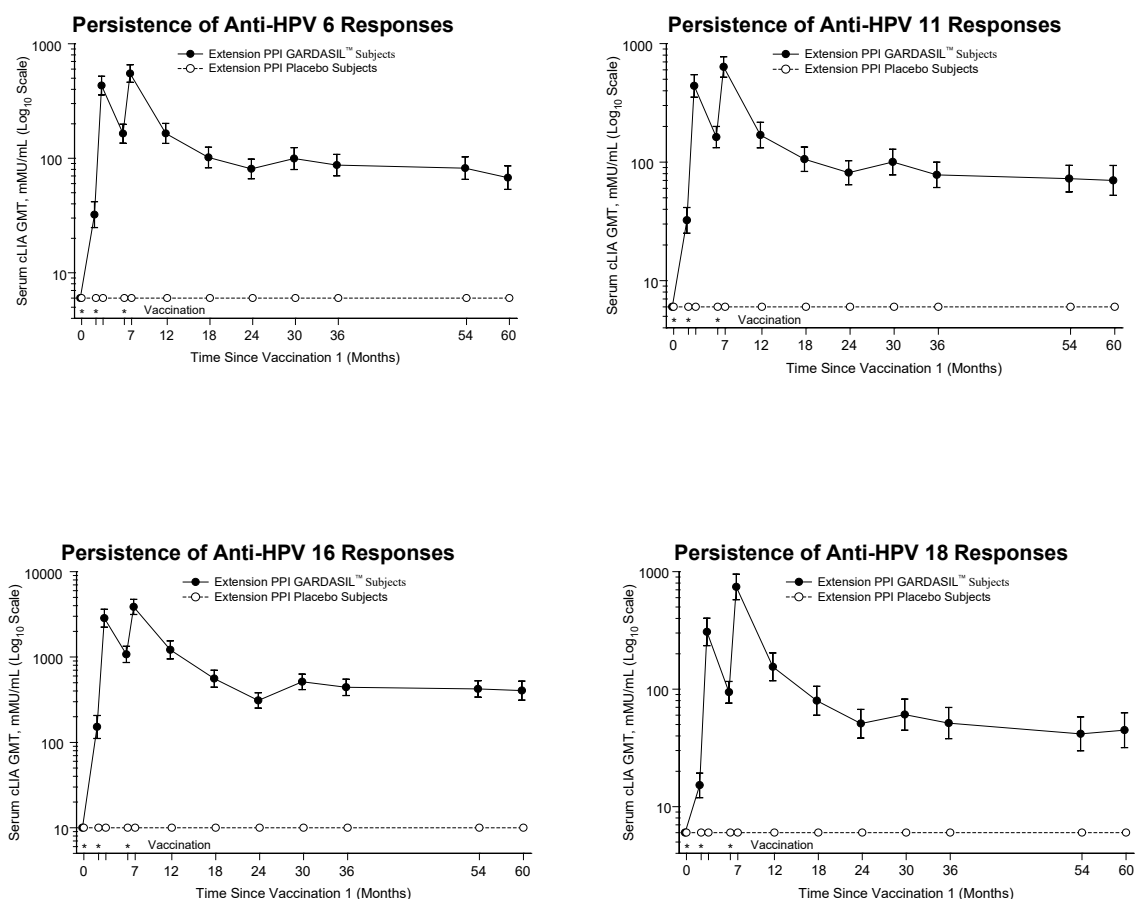 Persistence of Anti-HPV 6 Responses
Extension PPI GARDASIL™ Subjects
Extension PPI Placebo Subjects
Serum cLIA GMT, mMU/mL (Log10 Scale)
1000
100
10
* * * Vaccination
0 7 12 18 24 30 36 54 60
Time Since Vaccination 1 (Months)
Persistence of Anti-HPV 11 Responses
Extension PPI GARDASIL™ Subjects
Extension PPI Placebo Subjects
Serum cLIA GMT, mMU/mL (Log10 Scale)
1000
100
10
* * * Vaccination
0 7 12 18 24 30 36 54 60
Time Since Vaccination 1 (Months)
Persistence of Anti-HPV 16 Responses
Extension PPI GARDASIL™ Subjects
Extension PPI Placebo Subjects
Serum cLIA GMT, mMU/mL (Log10 Scale)
10000
1000
100
10
* * * Vaccination
0 7 12 18 24 30 36 54 60
Time Since Vaccination 1 (Months)
Persistence of Anti-HPV 18 Responses
Extension PPI GARDASIL™ Subjects
Extension PPI Placebo Subjects
Serum cLIA GMT, mMU/mL (Log10 Scale)
1000
100
10
* * * Vaccination
0 7 12 18 24 30 36 54 60
Time Since Vaccination 1 (Months)